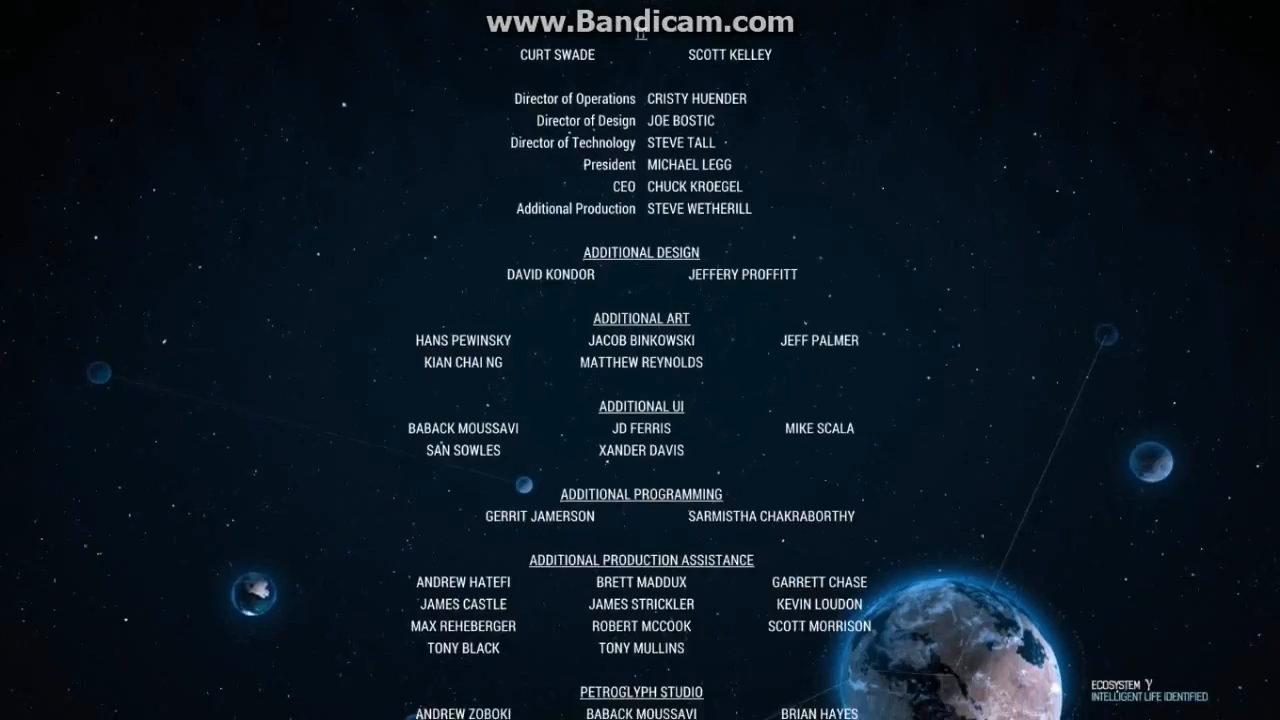 www.Bandicam.com
IT
CURT SWADE SCOTT KELLEY
Director of Operations CRISTY HUENDER
Director of Design JOE BOSTIC
Director of Technology STEVE TALL
President MICHAEL LEGG
CEO CHUCK KROEGEL
Additional Production STEVE WETHERILL
ADDITIONAL DESIGN
DAVID KONDOR JEFFERY PROFFITT
ADDITIONAL ART
HANS PEWINSKY JACOB BINKOWSKI JEFF PALMER
KIAN CHAI NG MATTHEW REYNOLDS
ADDITIONAL UI
BABACK MOUSSAVI JD FERRIS MIKE SCALA
SAN SOWLES XANDER DAVIS
ADDITIONAL PROGRAMMING
GERRIT JAMERSON SARMISTHA CHAKRABORTHY
ADDITIONAL PRODUCTION ASSISTANCE
ANDREW HATEFI BRETT MADDUX GARRETT CHASE
JAMES CASTLE JAMES STRICKLER KEVIN LOUDON
MAX REHEBERGER ROBERT MCCOOK SCOTT MORRISON
TONY BLACK TONY MULLINS
ECOSYSTEM γ
INTELLIGENT LIFE IDENTIFIED
PETROGLYPH STUDIO
ANDREW ZOBOKI BABACK MOUSSAVI BRIAN HAYES